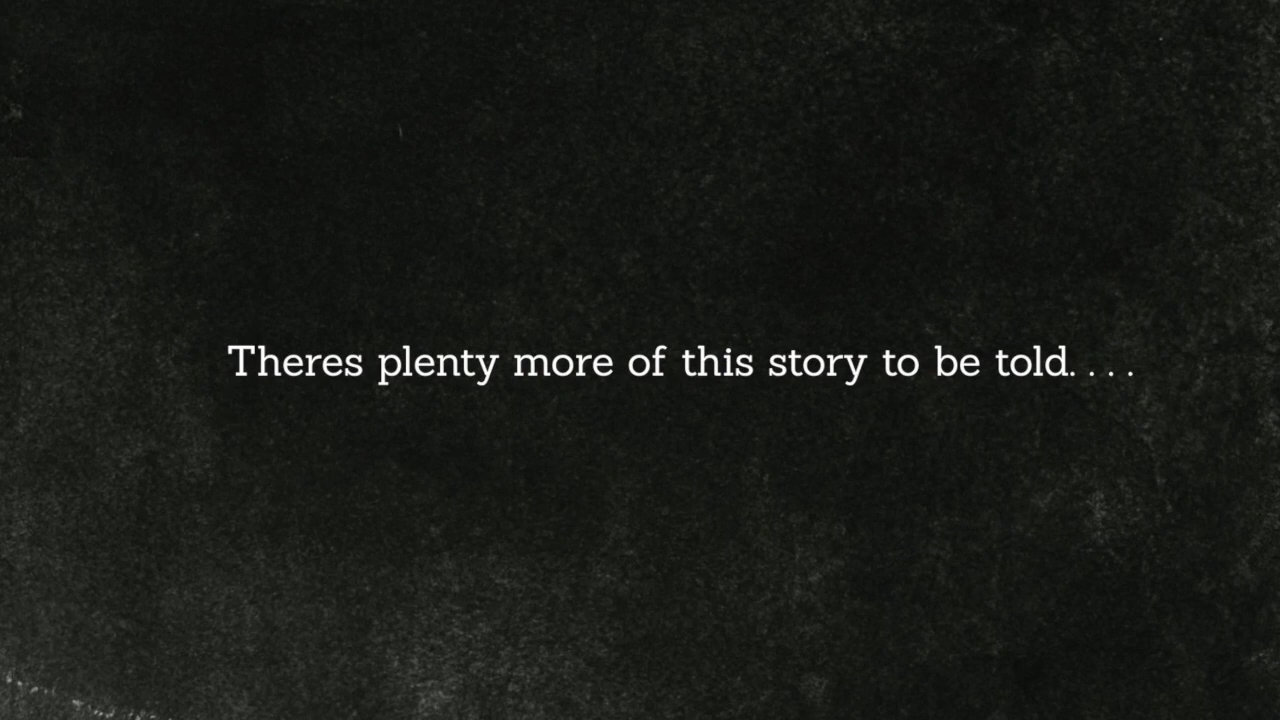 Theres plenty more of this story to be told. . . .